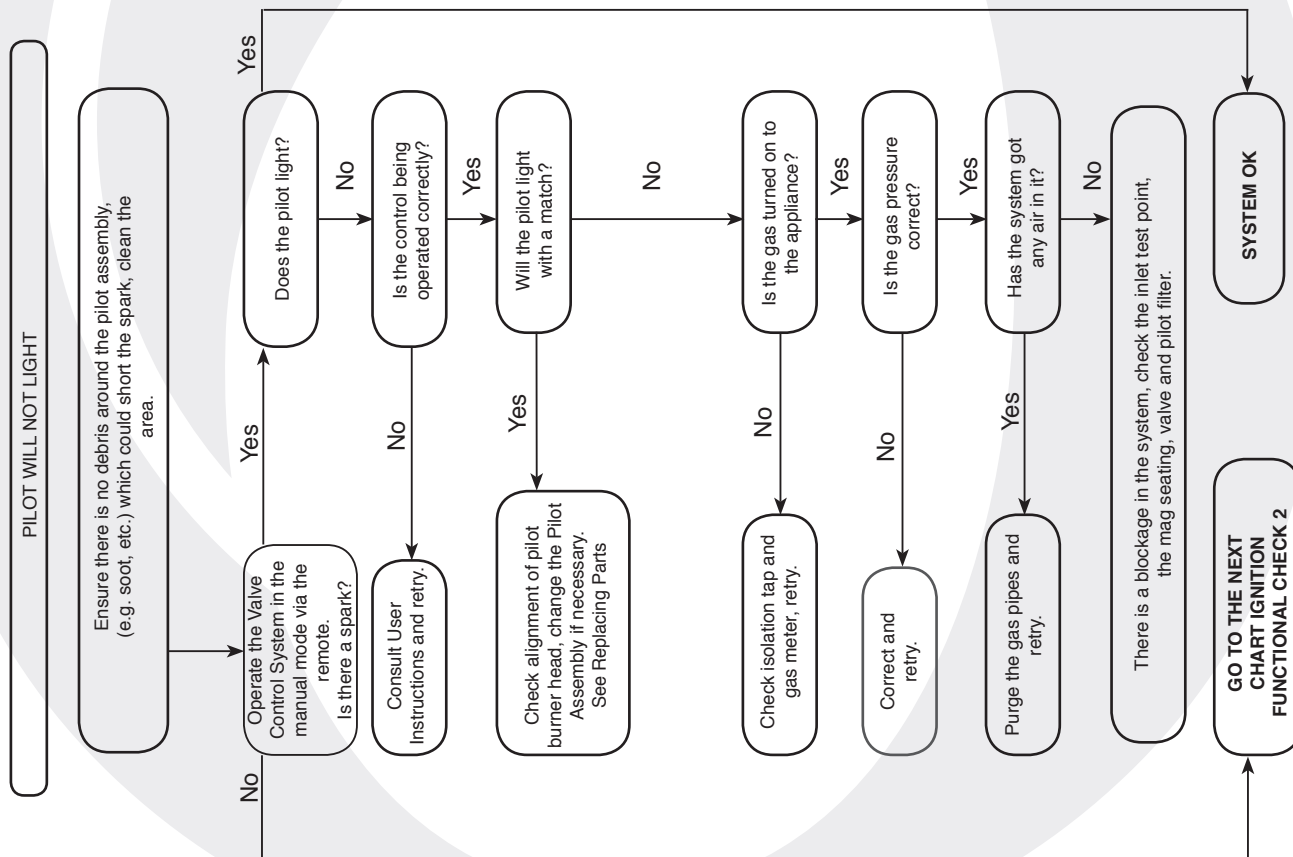 PILOT WILL NOT LIGHT
Ensure there is no debris around the pilot assembly,
(e.g. soot, etc.) which could short the spark, clean the
area.
Operate the Valve
Control System in the
manual mode via the
remote.
Is there a spark?
No
Yes
Does the pilot light?
Yes
No
Is the control being
operated correctly?
No
Consult User
Instructions and retry.
Yes
Will the pilot light
with a match?
Yes
Check alignment of pilot
burner head, change the Pilot
Assembly if necessary.
See Replacing Parts
No
Is the gas turned on to
the appliance?
No
Check isolation tap and
gas meter, retry.
Yes
Is the gas pressure
correct?
No
Correct and
retry.
Yes
Has the system got
any air in it?
Yes
Purge the gas pipes and
retry.
No
There is a blockage in the system, check the inlet test point,
the mag seating, valve and pilot filter.
GO TO THE NEXT
CHART IGNITION
FUNCTIONAL CHECK 2
SYSTEM OK